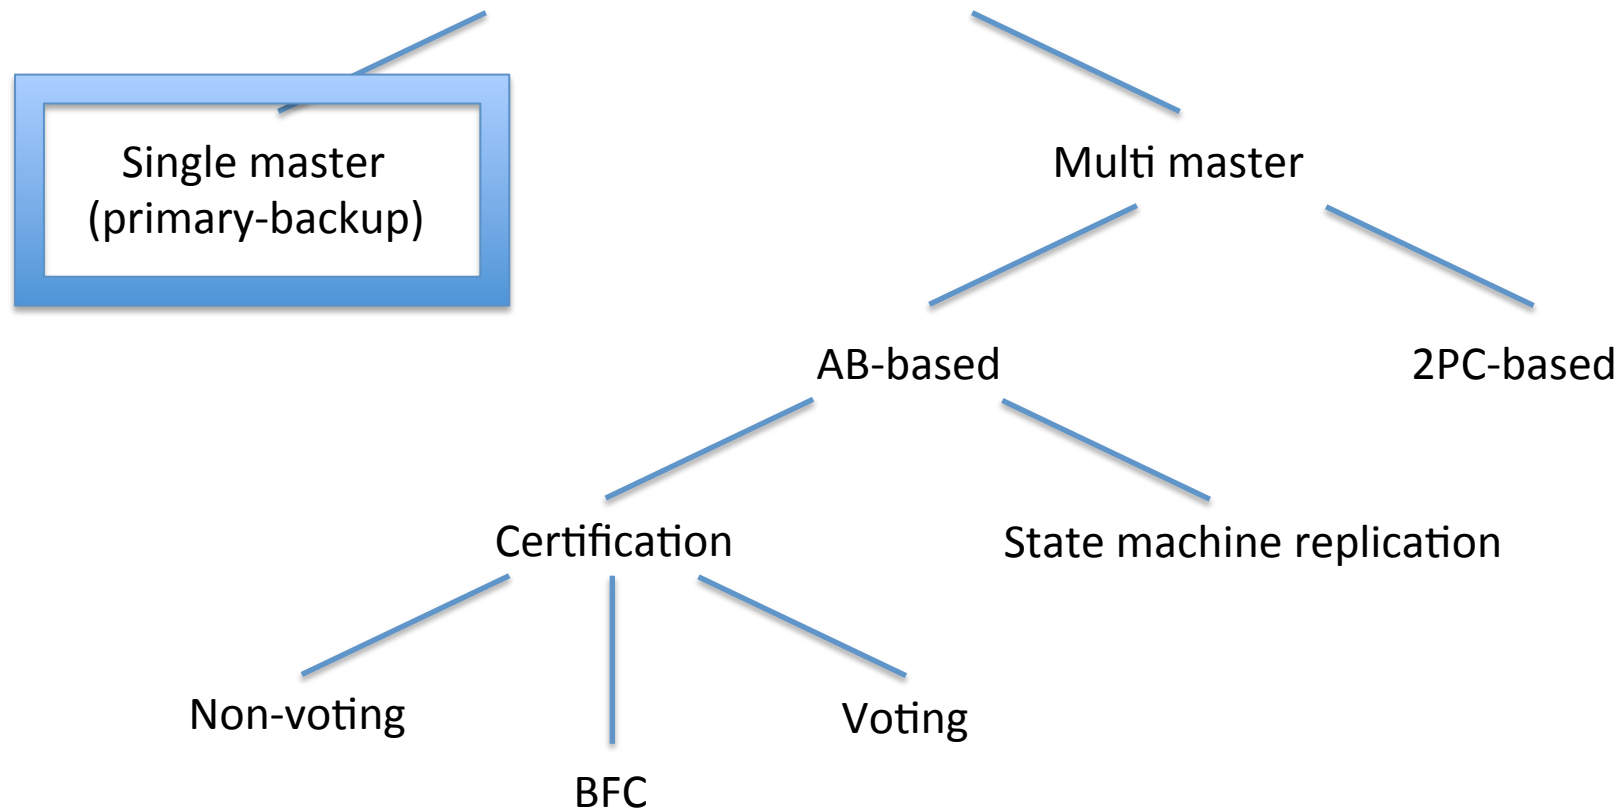 Single master
(primary-backup)
Multi master
AB-based
2PC-based
Certification
State machine replication
Non-voting
Voting
BFC